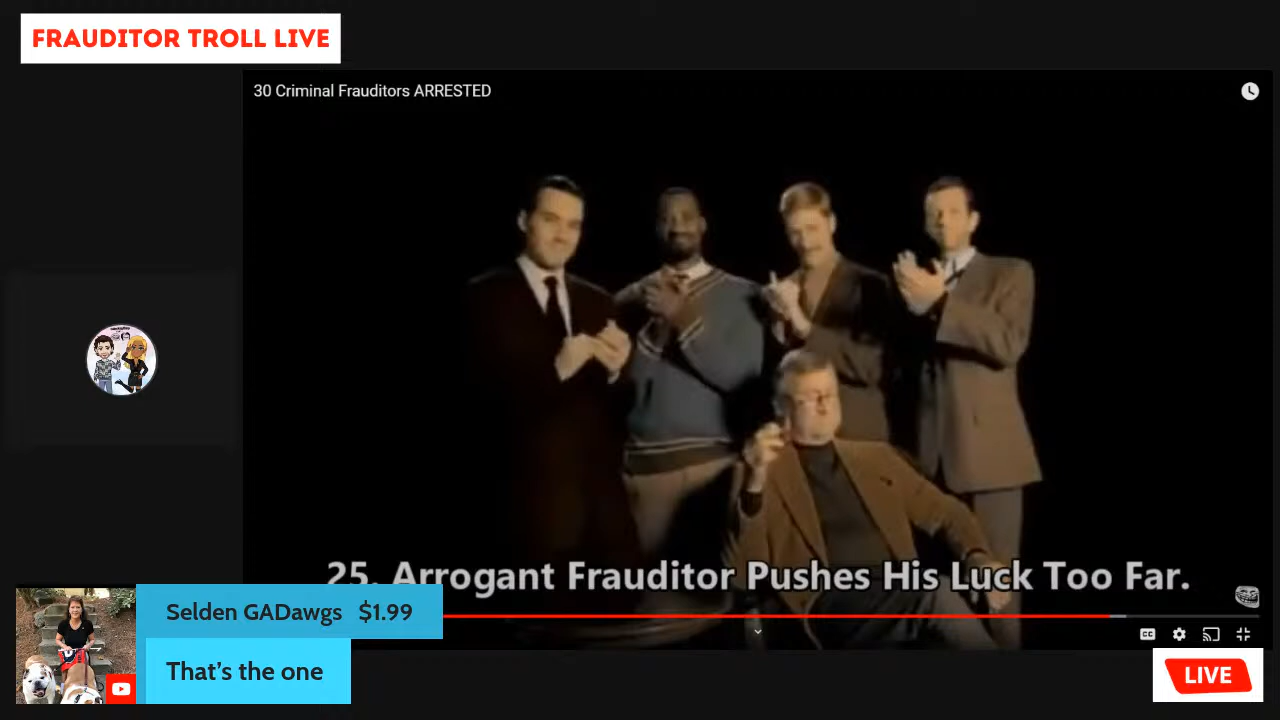 FRAUDITOR TROLL LIVE
30 Criminal Frauditors ARRESTED
25. Arrogant Frauditor Pushes His Luck Too Far.
Selden GADawgs $1.99
That's the one
CC
LIVE